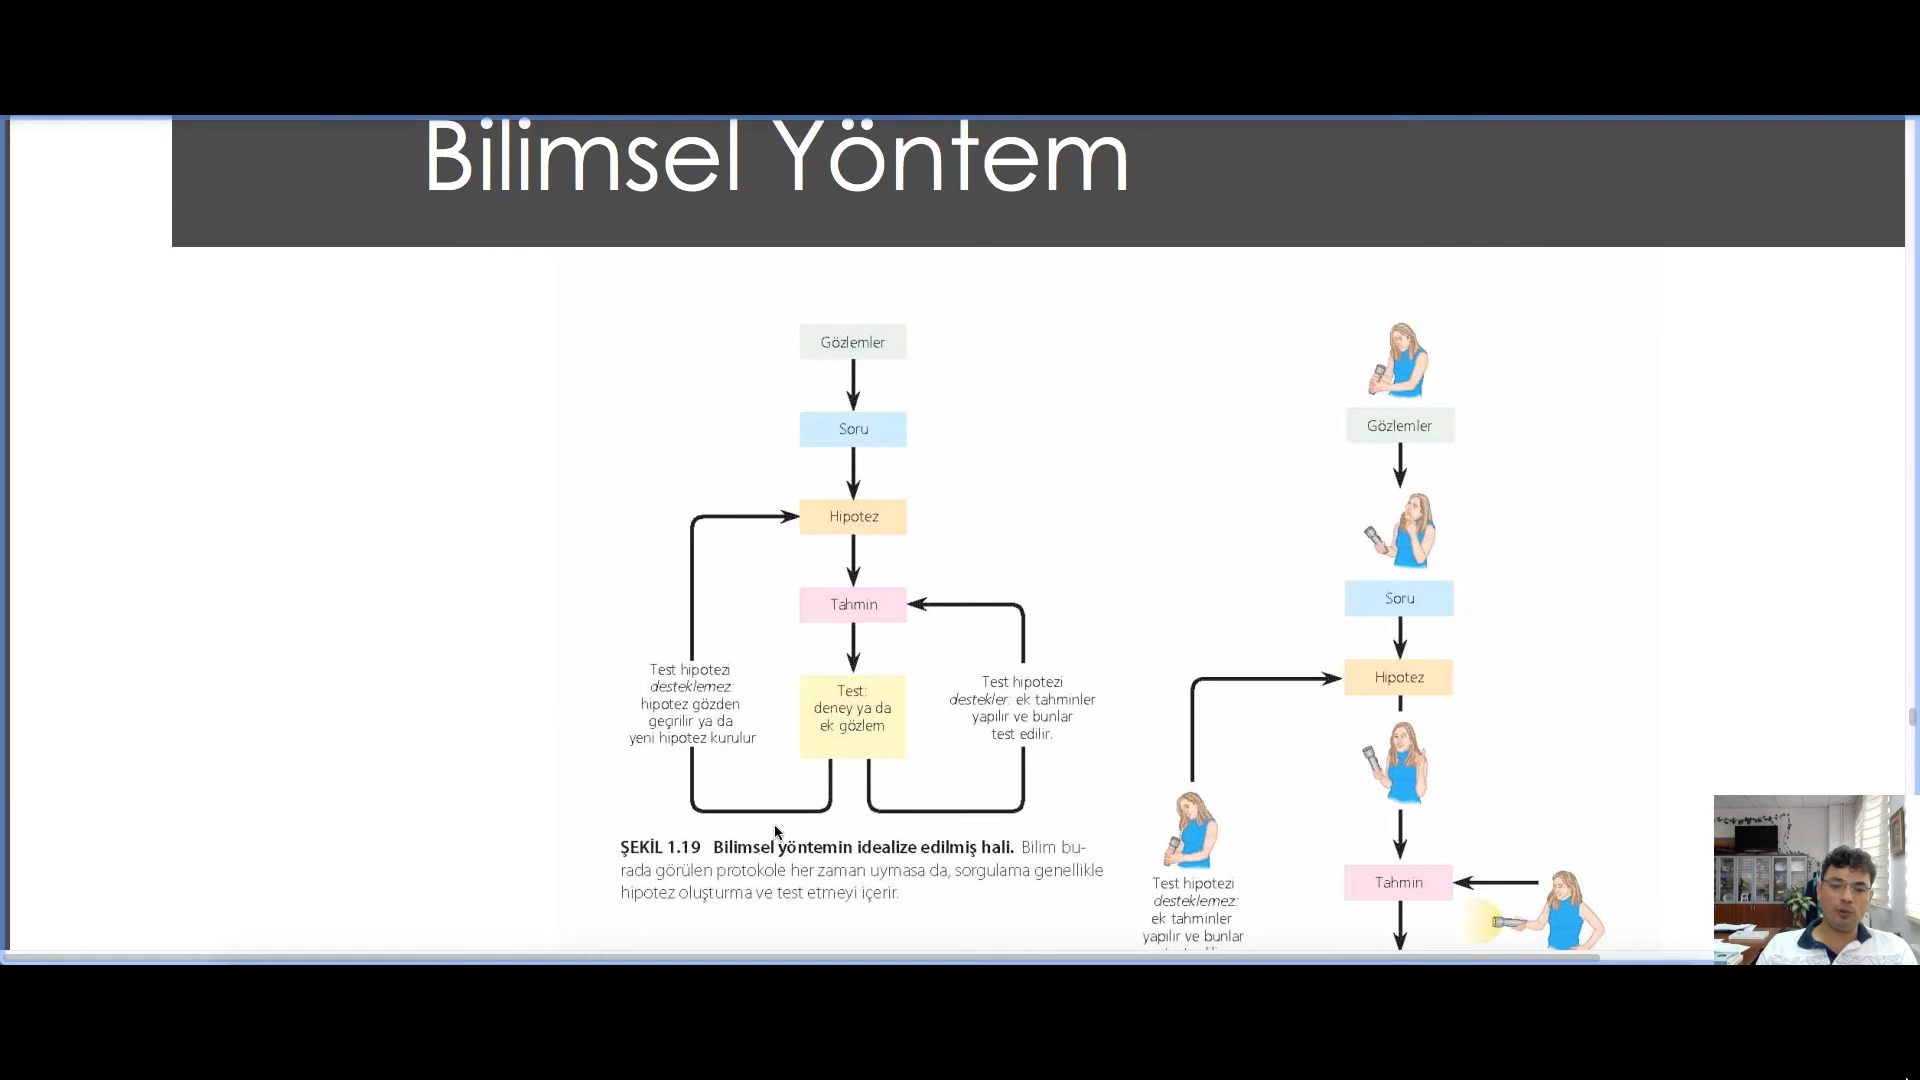 Bilimsel Yöntem
Gözlemler
Soru
Hipotez
Tahmin
Test:
deney ya da
ek gözlem
Test hipotezi
desteklemez:
hipotez gözden
geçirilir ya da
yeni hipotez kurulur
Test hipotezi
destekler: ek tahminler
yapılır ve bunlar
test edilir.
ŞEKİL 1.19 Bilimsel yöntemin idealize edilmiş hali. Bilim bu-
rada görülen protokole her zaman uymasa da, sorgulama genellikle
hipotez oluşturma ve test etmeyi içerir.
Gözlemler
Soru
Hipotez
Tahmin
Test hipotezi
desteklemez:
ek tahminler
yapılır ve bunlar